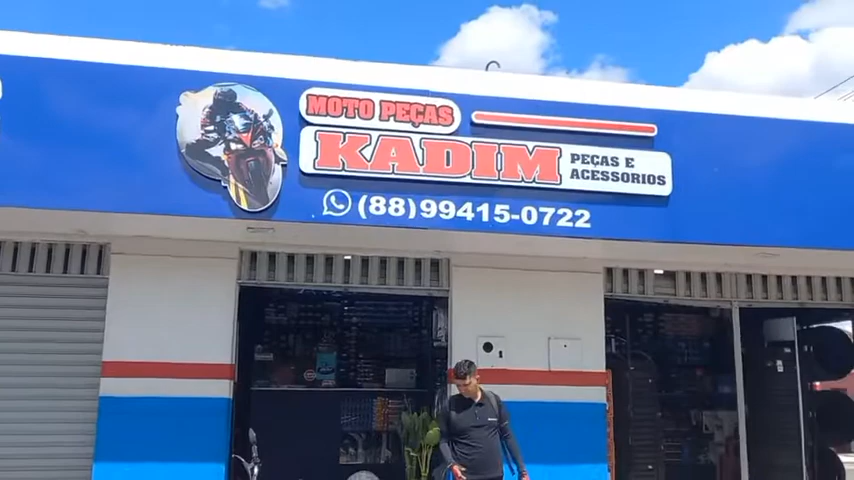 MOTO PEÇAS
KADIM
PEÇAS E
ACESSORIOS
(88)99415-0722